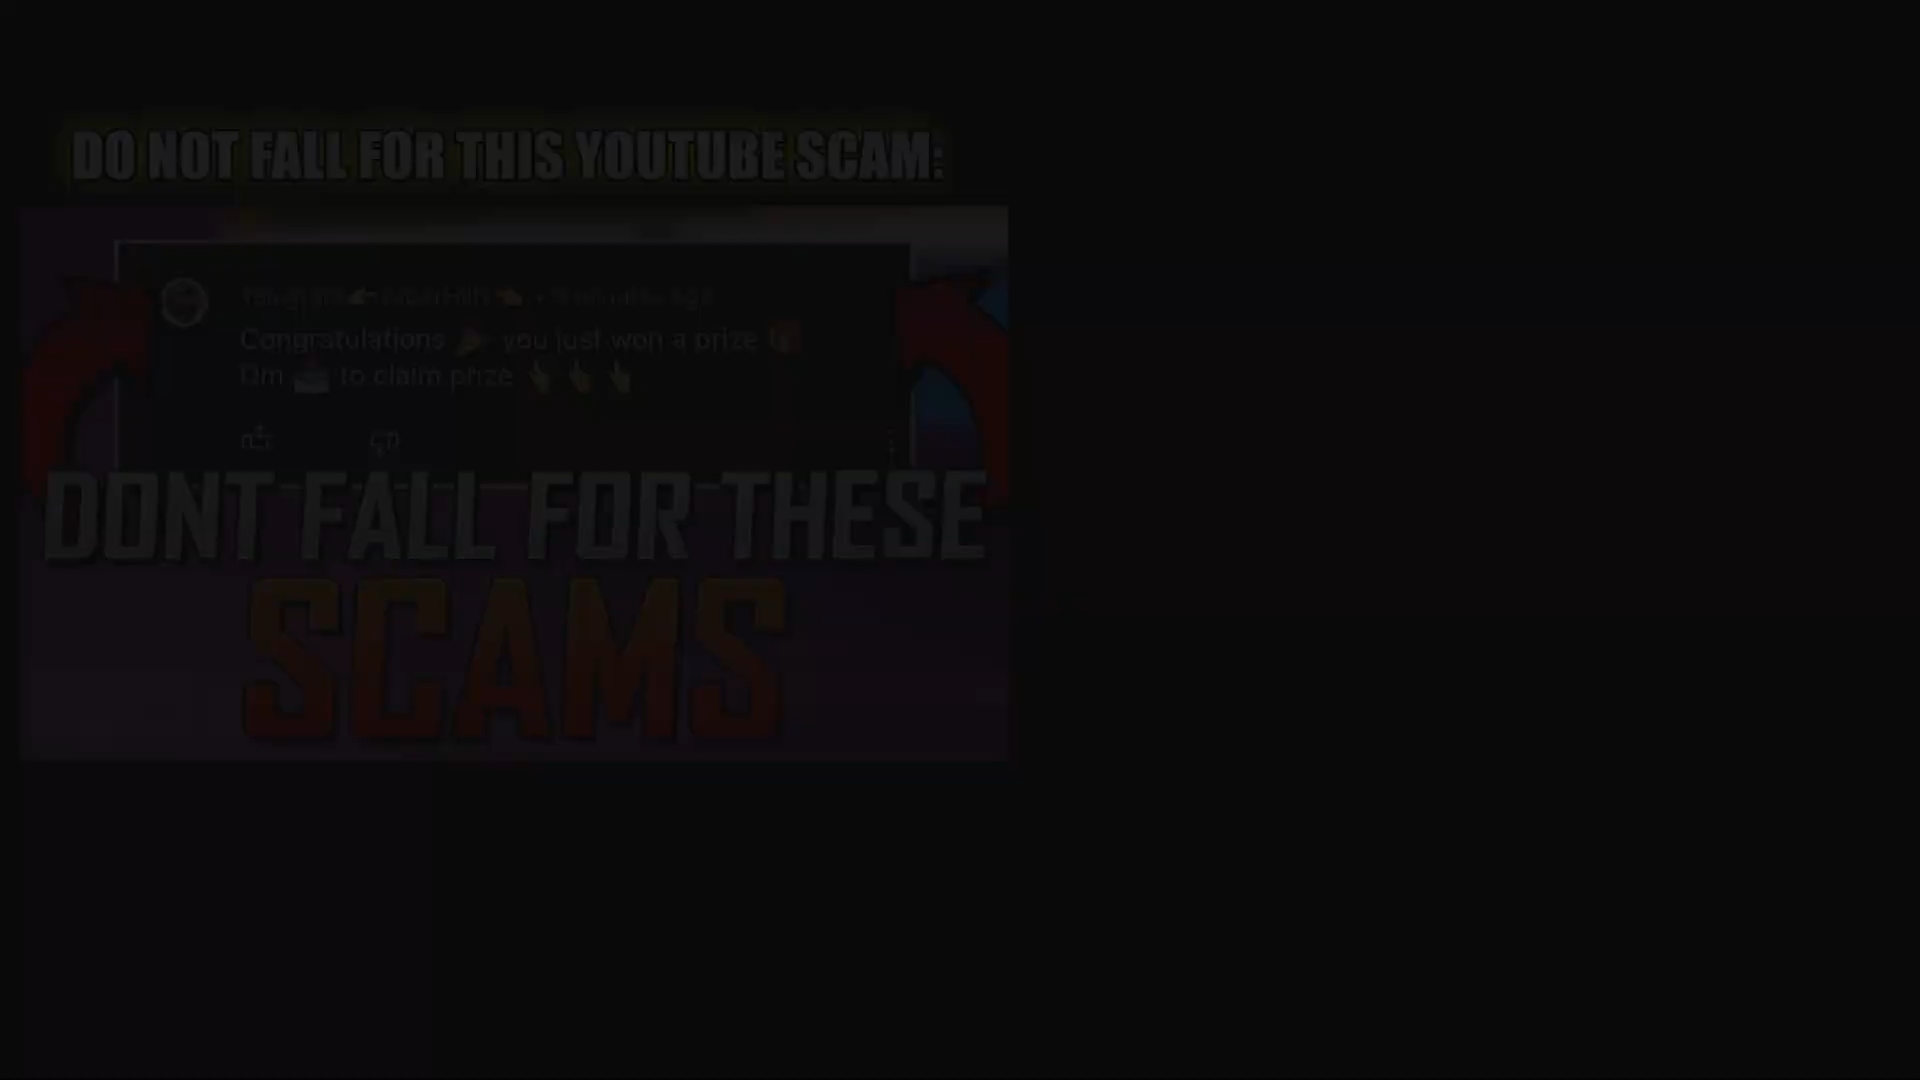 DO NOT FALL FOR THIS YOUTUBE SCAM:
Congratulations 🎉 you just won a prize 🎁
Dm 📩 to claim prize 👆👆👆
DONT FALL FOR THESE
SCAMS